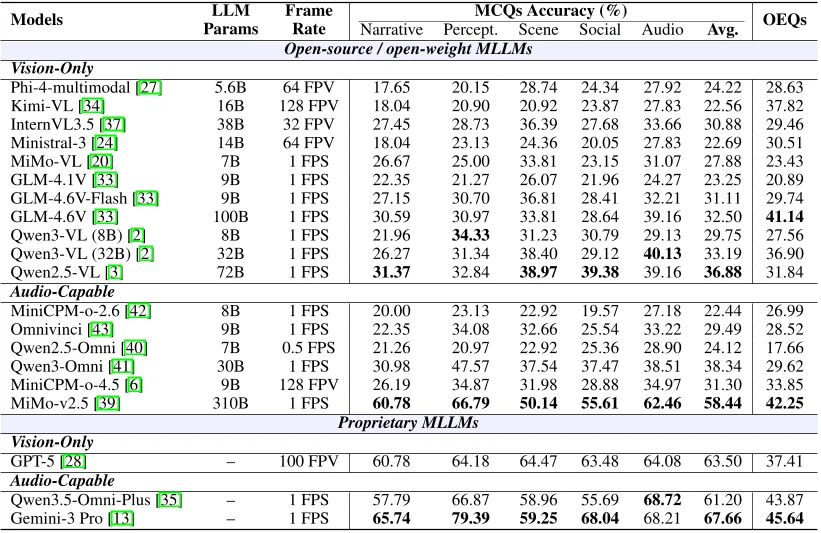 Models LLM Params Frame Rate MCQs Accuracy (%) OEQs
Narrative Percept. Scene Social Audio Avg.
Open-source / open-weight MLLMs
Vision-Only
Phi-4-multimodal [27] 5.6B 64 FPV 17.65 20.15 28.74 24.34 27.92 24.22 28.63
Kimi-VL [34] 16B 128 FPV 18.04 20.90 20.92 23.87 27.83 22.56 37.82
InternVL3.5 [37] 38B 32 FPV 27.45 28.73 36.39 27.68 33.66 30.88 29.46
Ministral-3 [24] 14B 64 FPV 18.04 23.13 24.36 20.05 27.83 22.69 30.51
MiMo-VL [20] 7B 1 FPS 26.67 25.00 33.81 23.15 31.07 27.88 23.43
GLM-4.1V [33] 9B 1 FPS 22.35 21.27 26.07 21.96 24.27 23.25 20.89
GLM-4.6V-Flash [33] 9B 1 FPS 27.15 30.70 36.81 28.41 32.21 31.11 29.74
GLM-4.6V [33] 100B 1 FPS 30.59 30.97 33.81 28.64 39.16 32.50 41.14
Qwen3-VL (8B) [2] 8B 1 FPS 21.96 34.33 31.23 30.79 29.13 29.75 27.56
Qwen3-VL (32B) [2] 32B 1 FPS 26.27 31.34 38.40 29.12 40.13 33.19 36.90
Qwen2.5-VL [3] 72B 1 FPS 31.37 32.84 38.97 39.38 39.16 36.88 31.84
Audio-Capable
MiniCPM-o-2.6 [42] 8B 1 FPS 20.00 23.13 22.92 19.57 27.18 22.44 26.99
Omnivinci [43] 9B 1 FPS 22.35 34.08 32.66 25.54 33.22 29.49 28.52
Qwen2.5-Omni [40] 7B 0.5 FPS 21.26 20.97 22.92 25.36 28.90 24.12 17.66
Qwen3-Omni [41] 30B 1 FPS 30.98 47.57 37.54 37.47 38.51 38.34 29.62
MiniCPM-o-4.5 [6] 9B 128 FPV 26.19 34.87 31.98 28.88 34.97 31.30 33.85
MiMo-v2.5 [39] 310B 1 FPS 60.78 66.79 50.14 55.61 62.46 58.44 42.25
Proprietary MLLMs
Vision-Only
GPT-5 [28] – 100 FPV 60.78 64.18 64.47 63.48 64.08 63.50 37.41
Audio-Capable
Qwen3.5-Omni-Plus [35] – 1 FPS 57.79 66.87 58.96 55.69 68.72 61.20 43.87
Gemini-3 Pro [13] – 1 FPS 65.74 79.39 59.25 68.04 68.21 67.66 45.64